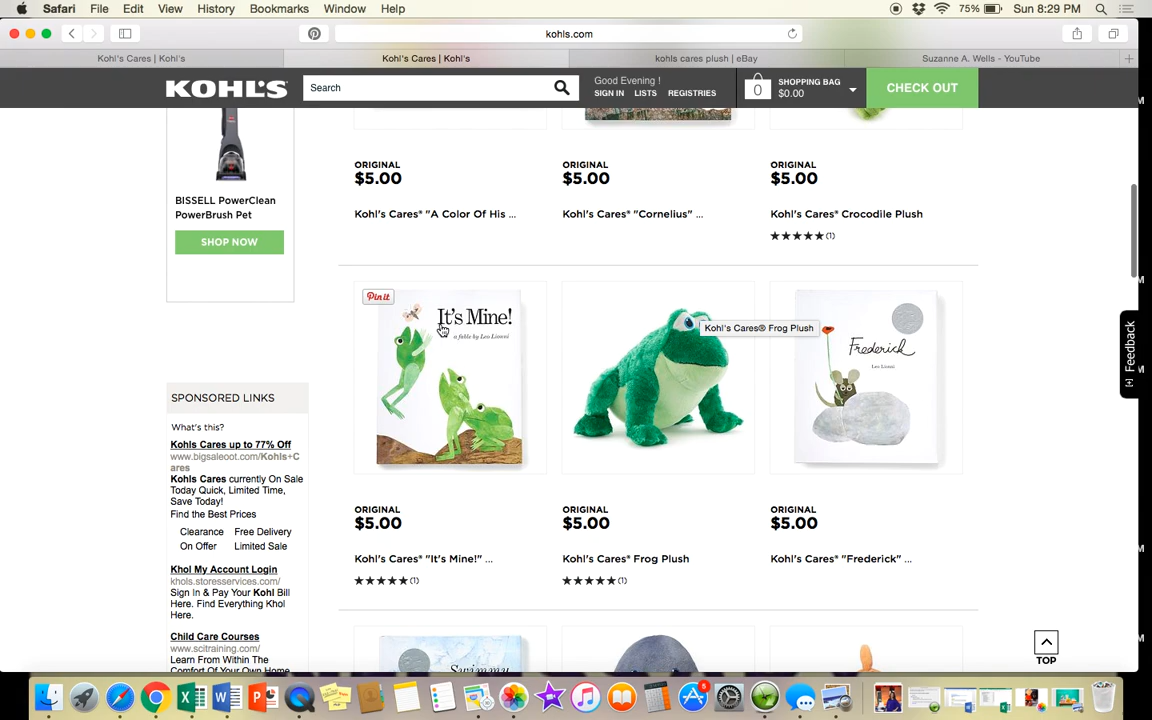 Safari File Edit View History Bookmarks Window Help
75% Sun 8:29 PM
kohls.com
Kohl's Cares | Kohl's
Kohl's Cares | Kohl's
kohls cares plush | eBay
Suzanne A. Wells - YouTube
KOHL'S
Search
Good Evening !
SIGN IN LISTS REGISTRIES
0
SHOPPING BAG
$0.00
CHECK OUT
BISSELL PowerClean
PowerBrush Pet
SHOP NOW
ORIGINAL
$5.00
Kohl's Cares® "A Color Of His ...
ORIGINAL
$5.00
Kohl's Cares® "Cornelius" ...
ORIGINAL
$5.00
Kohl's Cares® Crocodile Plush
★★★★★(1)
Pin it
It's Mine!
a fable by Leo Lionni
Kohl's Cares® Frog Plush
Frederick
Leo Lionni
ORIGINAL
$5.00
Kohl's Cares® "It's Mine!" ...
★★★★★(1)
ORIGINAL
$5.00
Kohl's Cares® Frog Plush
★★★★★(1)
ORIGINAL
$5.00
Kohl's Cares® "Frederick" ...
Swimmy
SPONSORED LINKS
What's this?
Kohls Cares up to 77% Off
www.bigsaleoot.com/Kohls+C
ares
Kohls Cares currently On Sale
Today Quick, Limited Time,
Save Today!
Find the Best Prices
Clearance Free Delivery
On Offer Limited Sale
Khol My Account Login
khols.storesservices.com/
Sign In & Pay Your Kohl Bill
Here. Find Everything Khol
Here.
Child Care Courses
www.scitraining.com/
Learn From Within The
Comfort Of Your Own Home
[+] Feedback
TOP
5